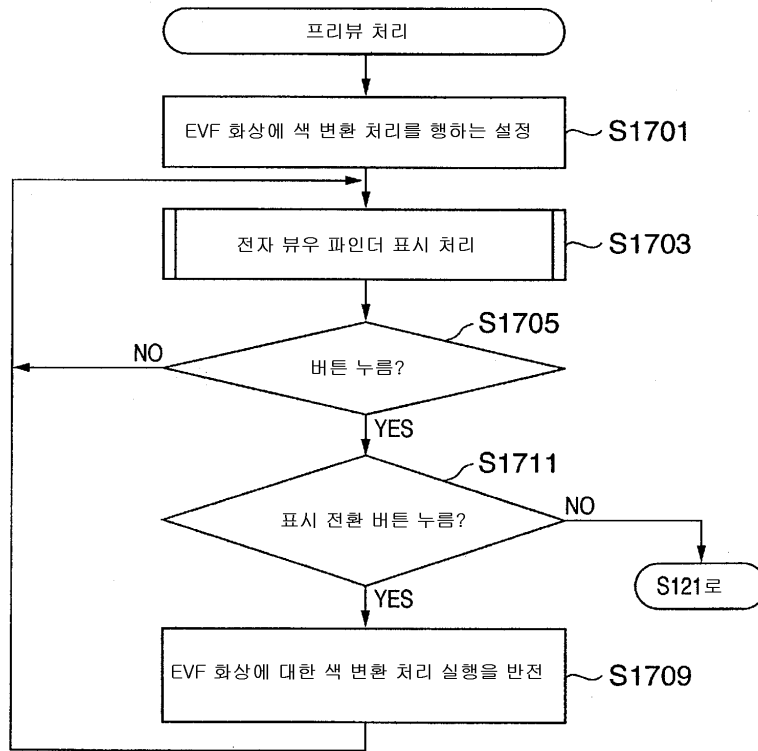 프리뷰 처리
EVF 화상에 색 변환 처리를 행하는 설정
S1701
전자 뷰우 파인더 표시 처리
S1703
S1705
NO
버튼 누름?
YES
S1711
NO
표시 전환 버튼 누름?
S121로
YES
EVF 화상에 대한 색 변환 처리 실행을 반전
S1709